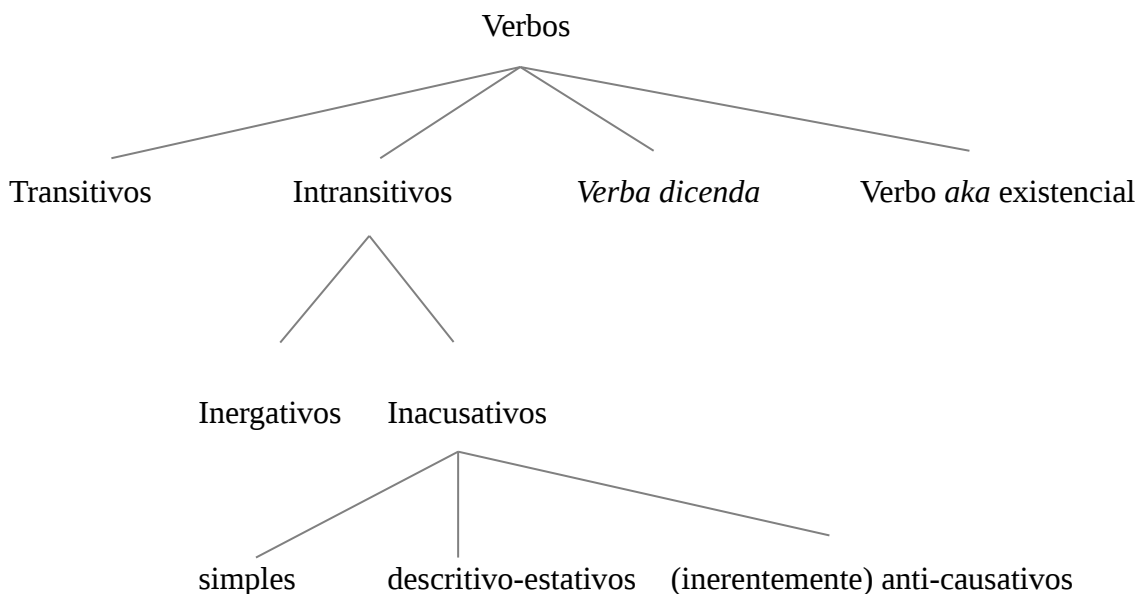 Verbos
Transitivos Intransitivos Verba dicenda Verbo aka existencial
Inergativos Inacusativos
simples descritivo-estativos (inerentemente) anti-causativos